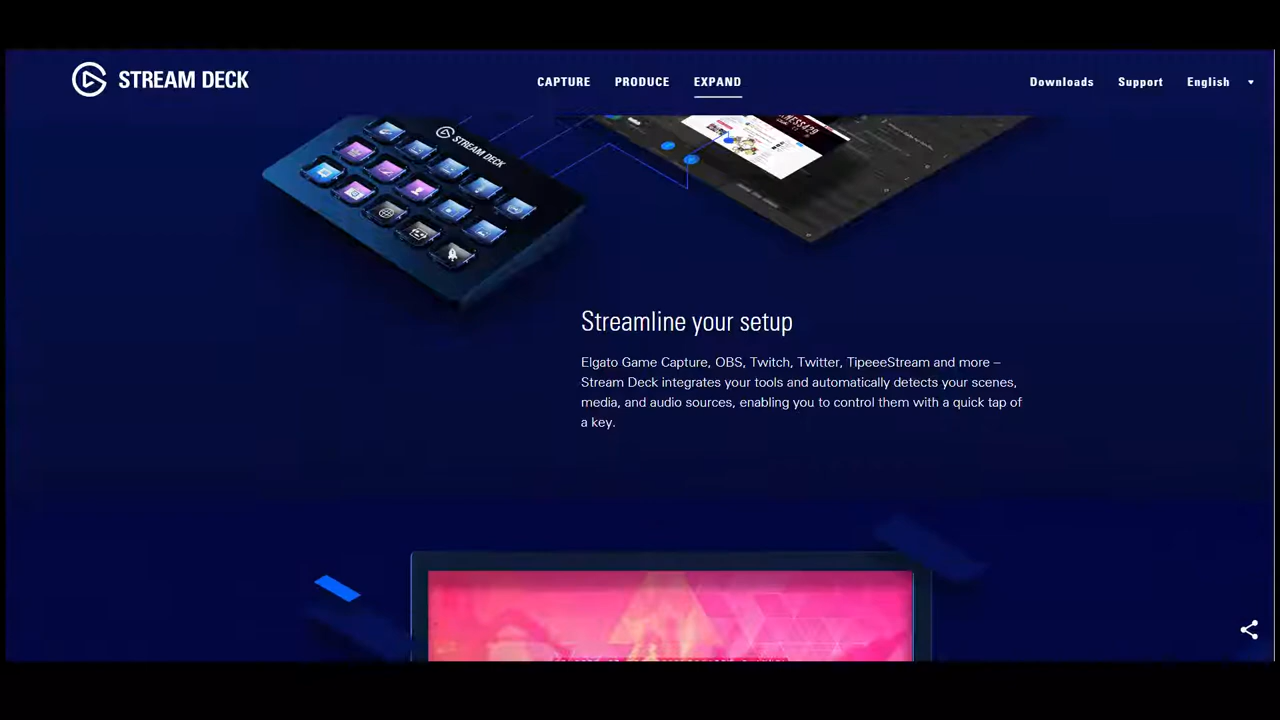 STREAM DECK
CAPTURE PRODUCE EXPAND
Downloads Support English
STREAM DECK
Streamline your setup
Elgato Game Capture, OBS, Twitch, Twitter, TipeeeStream and more –
Stream Deck integrates your tools and automatically detects your scenes,
media, and audio sources, enabling you to control them with a quick tap of
a key.